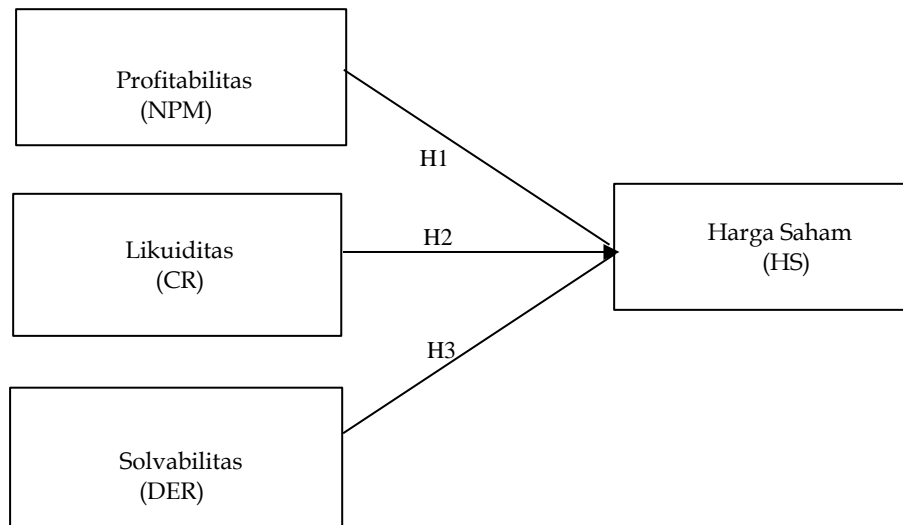 Profitabilitas
(NPM)
H1
Likuiditas
(CR)
H2
Harga Saham
(HS)
H3
Solvabilitas
(DER)